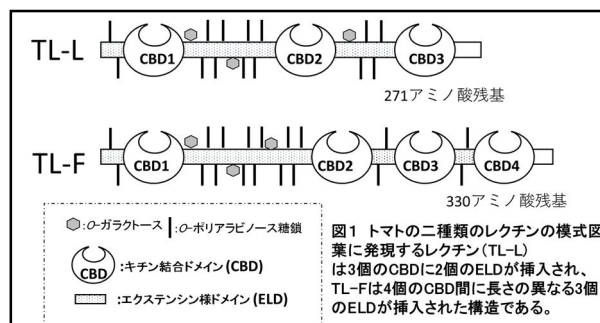 TL-L
CBD1
CBD2
CBD3
271アミノ酸残基
TL-F
CBD1
CBD2
CBD3
CBD4
330アミノ酸残基
:O-ガラクトース
:O-ポリアラビノース糖鎖
CBD
:キチン結合ドメイン(CBD)
:エクステンシン様ドメイン(ELD)
図1 トマトの二種類のレクチンの模式図
葉に発現するレクチン(TL-L)
は3個のCBDに2個のELDが挿入され、
TL-Fは4個のCBD間に長さの異なる3個
のELDが挿入された構造である。